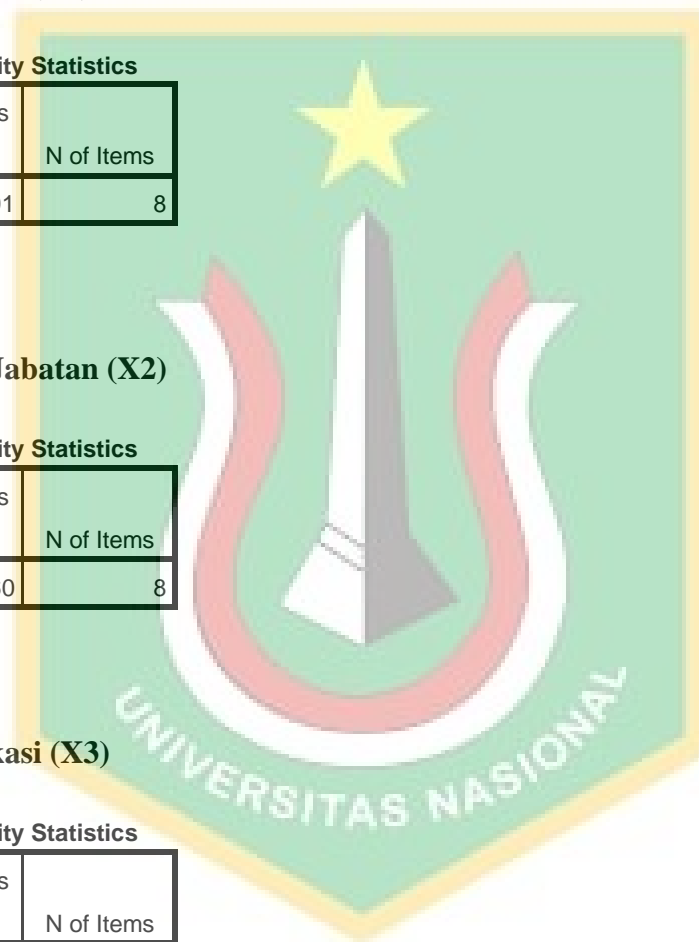 ity Statistics
s
N of Items
1 8
Jabatan (X2)
ity Statistics
s
N of Items
0 8
kasi (X3)
ity Statistics
s
N of Items
UNIVERSITAS NASIONAL